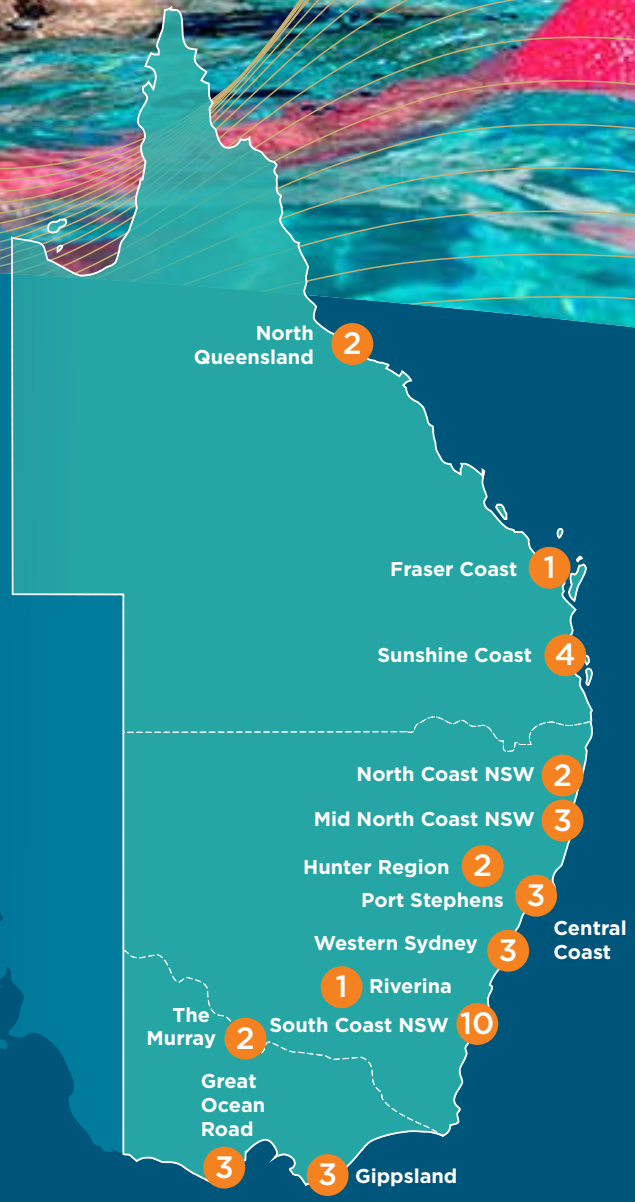 North
Queensland
2
Fraser Coast
1
Sunshine Coast
4
North Coast NSW
2
Mid North Coast NSW
3
Hunter Region
2
Port Stephens
3
Central
Coast
Western Sydney
3
1
Riverina
The
Murray
2
South Coast NSW
10
Great
Ocean
Road
3
3
Gippsland